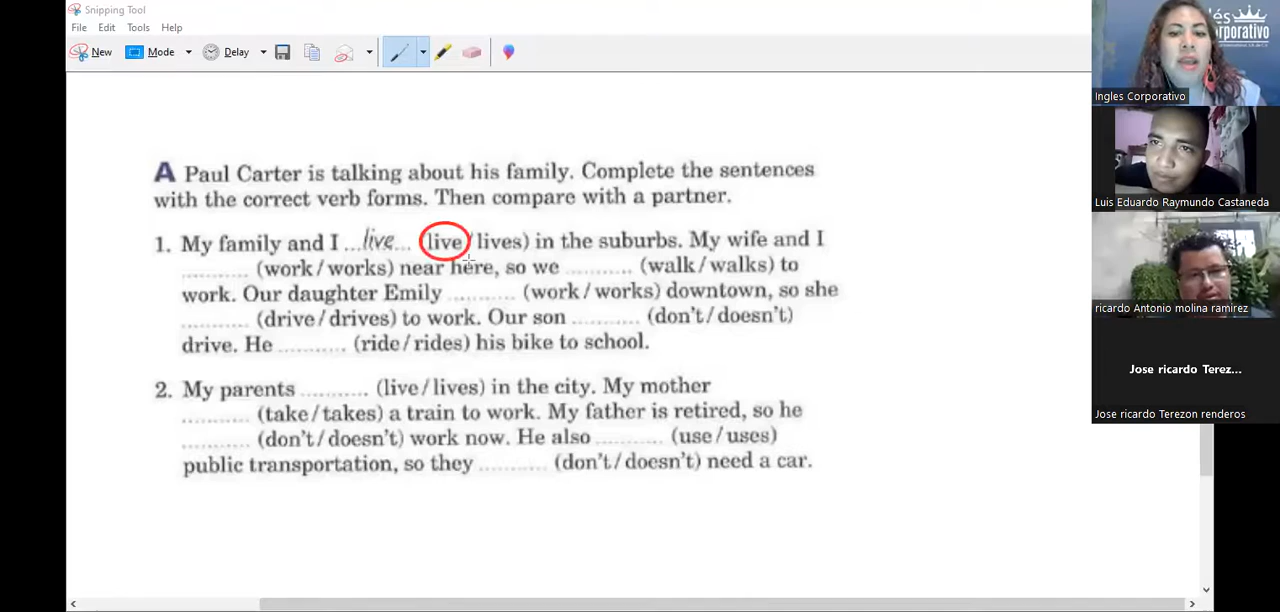 Snipping Tool
File Edit Tools Help
New Mode Delay
A Paul Carter is talking about his family. Complete the sentences
with the correct verb forms. Then compare with a partner.
1. My family and I ...live... (live / lives) in the suburbs. My wife and I
.......... (work / works) near here, so we .......... (walk / walks) to
work. Our daughter Emily .......... (work / works) downtown, so she
.......... (drive / drives) to work. Our son .......... (don't / doesn't)
drive. He .......... (ride / rides) his bike to school.
2. My parents .......... (live / lives) in the city. My mother
.......... (take / takes) a train to work. My father is retired, so he
.......... (don't / doesn't) work now. He also .......... (use / uses)
public transportation, so they .......... (don't / doesn't) need a car.
lés
orporativo
Ingles Corporativo
Luis Eduardo Raymundo Castaneda
ricardo Antonio molina ramirez
Jose ricardo Terez...
Jose ricardo Terezon renderos